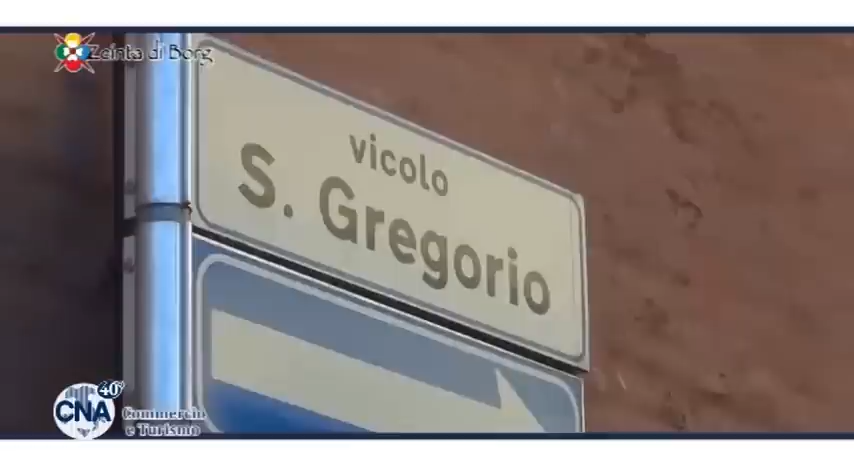 Zeinta di Borg
vicolo
S. Gregorio
40°
CNA
Commercio
e Turismo